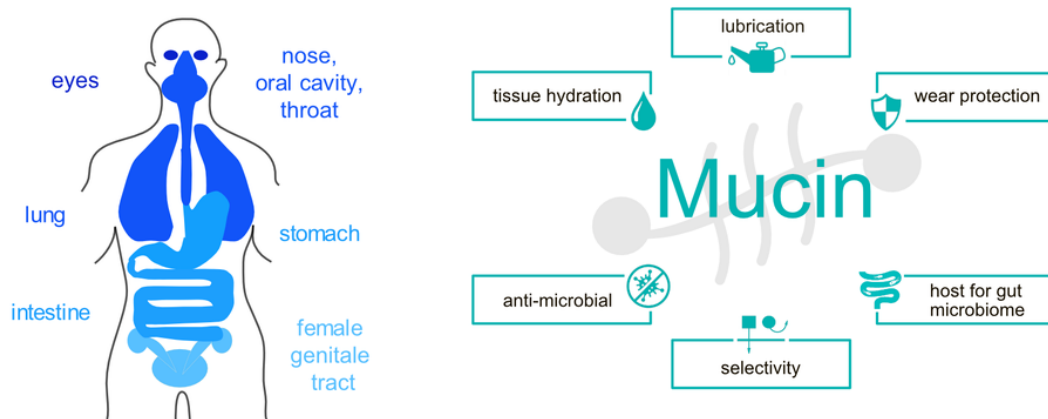 eyes
nose,
oral cavity,
throat
lung
stomach
intestine
female
genitale
tract
lubrication
tissue hydration
wear protection
Mucin
anti-microbial
host for gut
microbiome
selectivity